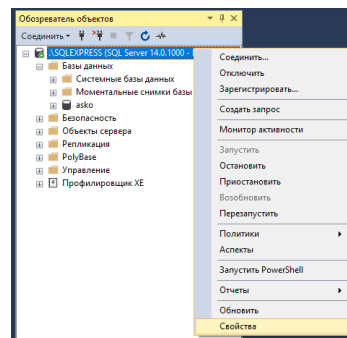 Обозреватель объектов
Соединить
.\SQLEXPRESS (SQL Server 14.0.1000 -
Базы данных
Системные базы данных
Моментальные снимки базы
asko
Безопасность
Объекты сервера
Репликация
PolyBase
Управление
Профилировщик XE
Соединить...
Отключить
Зарегистрировать...
Создать запрос
Монитор активности
Запустить
Остановить
Приостановить
Возобновить
Перезапустить
Политики
Аспекты
Запустить PowerShell
Отчеты
Обновить
Свойства